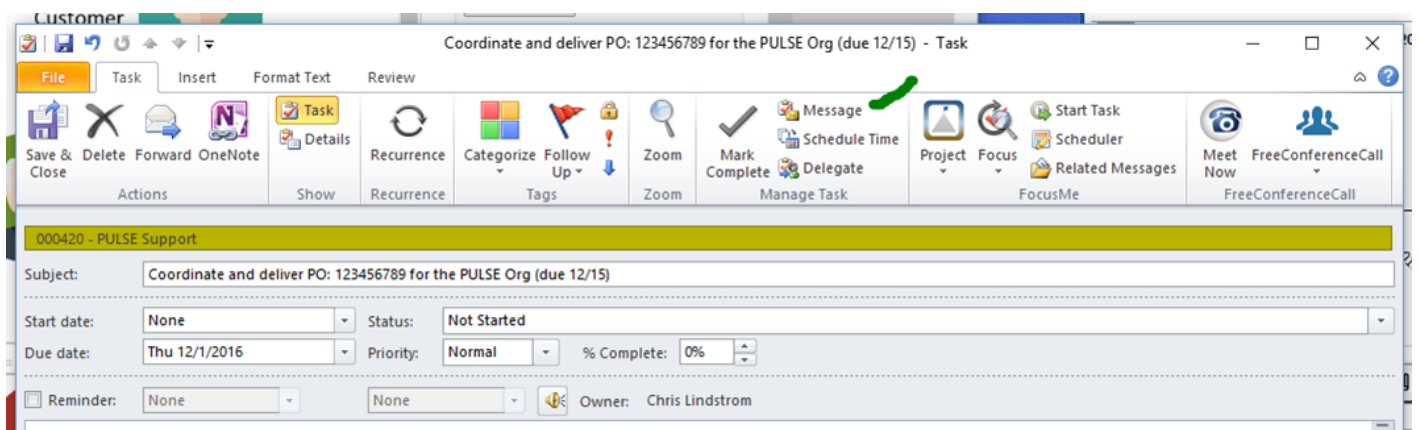 Customer
Coordinate and deliver PO: 123456789 for the PULSE Org (due 12/15) - Task
File Task Insert Format Text Review
Save & Close Delete Forward OneNote
Actions
Task
Details
Show
Recurrence
Recurrence
Categorize Follow Up
Tags
Zoom
Zoom
Mark Complete
Message
Schedule Time
Delegate
Manage Task
Project Focus
Start Task
Scheduler
Related Messages
FocusMe
Meet Now FreeConferenceCall
FreeConferenceCall
000420 - PULSE Support
Subject: Coordinate and deliver PO: 123456789 for the PULSE Org (due 12/15)
Start date: None Status: Not Started
Due date: Thu 12/1/2016 Priority: Normal % Complete: 0%
Reminder: None None Owner: Chris Lindstrom